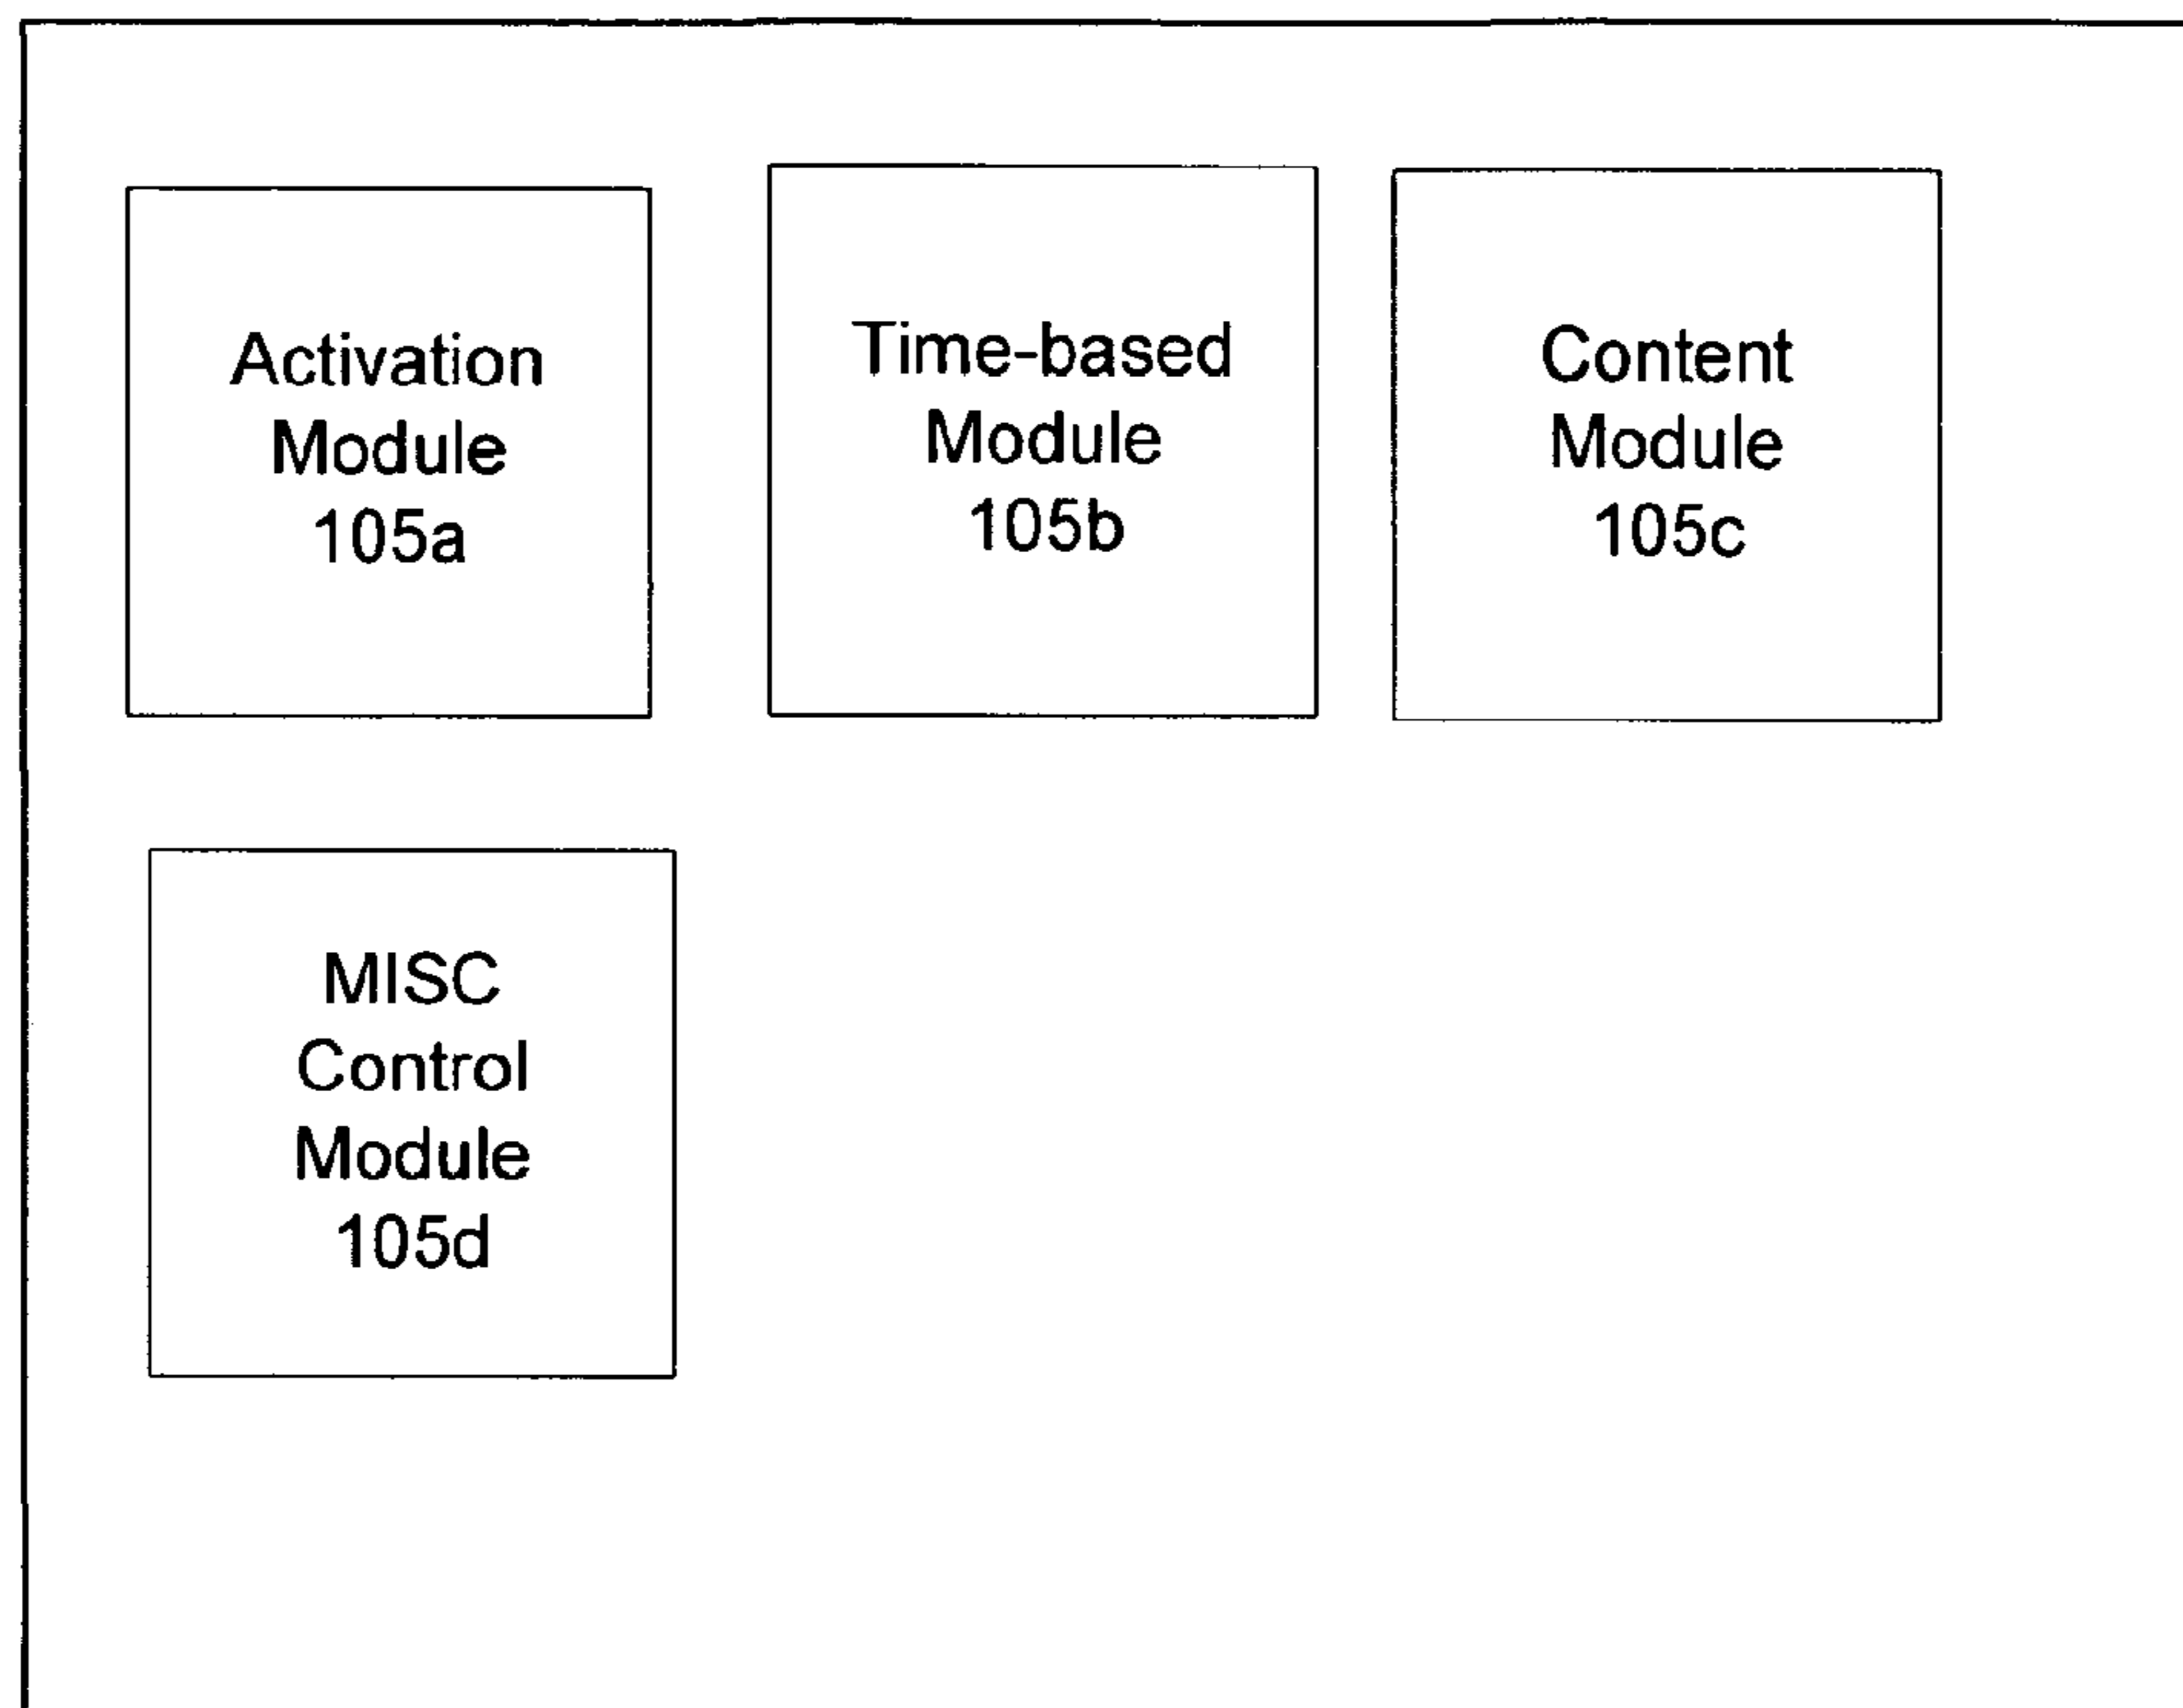 Activation
Module
105a
Time-based
Module
105b
Content
Module
105c
MISC
Control
Module
105d